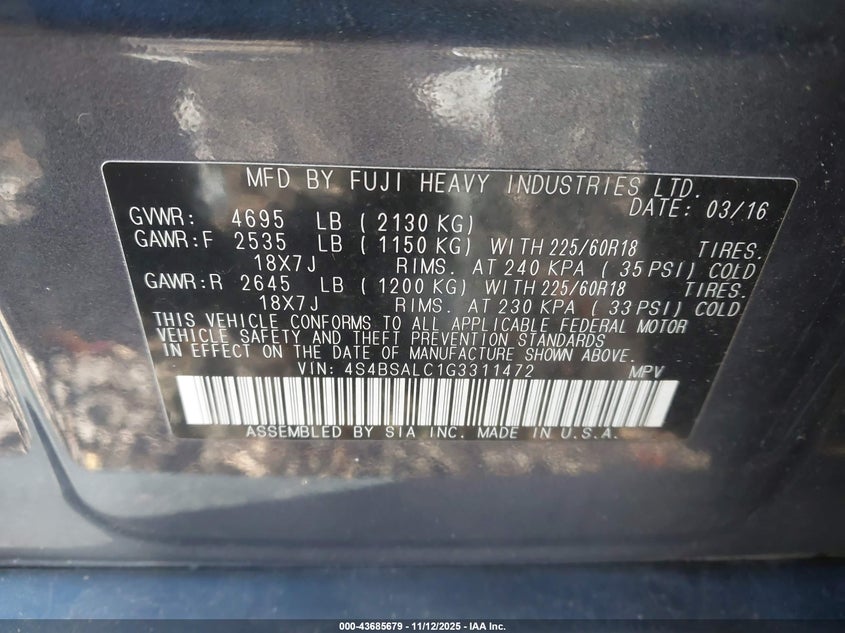 MFD BY FUJI HEAVY INDUSTRIES LTD.
DATE: 03/16
GVWR: 4695 LB ( 2130 KG)
GAWR:F 2535 LB ( 1150 KG) WITH 225/60R18 TIRES.
18X7J RIMS. AT 240 KPA ( 35 PSI) COLD
GAWR:R 2645 LB ( 1200 KG) WITH 225/60R18 TIRES.
18X7J RIMS. AT 230 KPA ( 33 PSI) COLD
THIS VEHICLE CONFORMS TO ALL APPLICABLE FEDERAL MOTOR
VEHICLE SAFETY AND THEFT PREVENTION STANDARDS
IN EFFECT ON THE DATE OF MANUFACTURE SHOWN ABOVE.
VIN: 4S4BSALC1G3311472 MPV
ASSEMBLED BY SIA INC. MADE IN U.S.A.
000-43685679 - 11/12/2025 - IAA Inc.